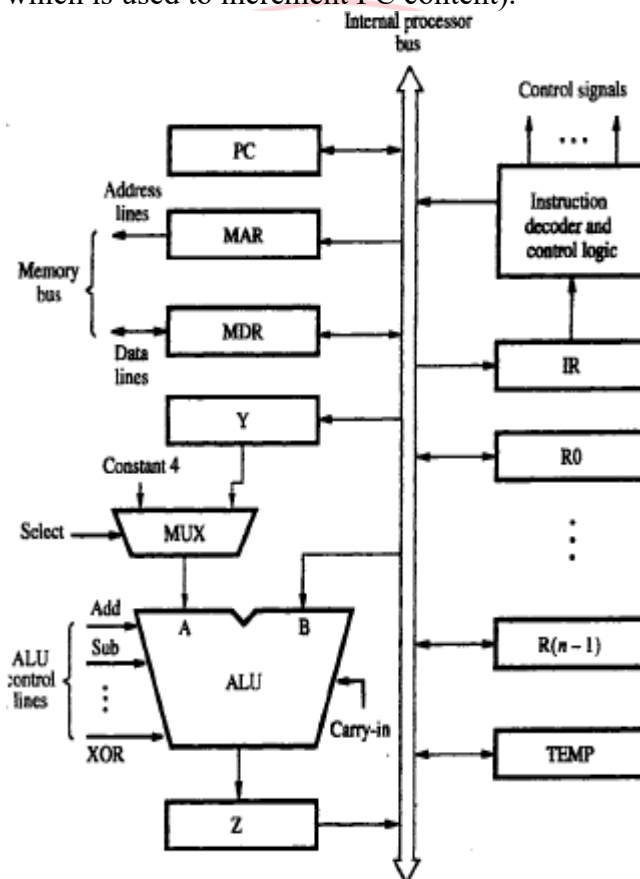 which is used to increment PC content).
Internal processor
bus
Control signals
...
PC
Address
lines
MAR
Instruction
decoder and
control logic
Memory
bus
MDR
Data
lines
IR
Y
R0
Constant 4
Select
MUX
Add
A
B
R(n − 1)
Sub
ALU
control
lines
ALU
Carry-in
XOR
TEMP
Z